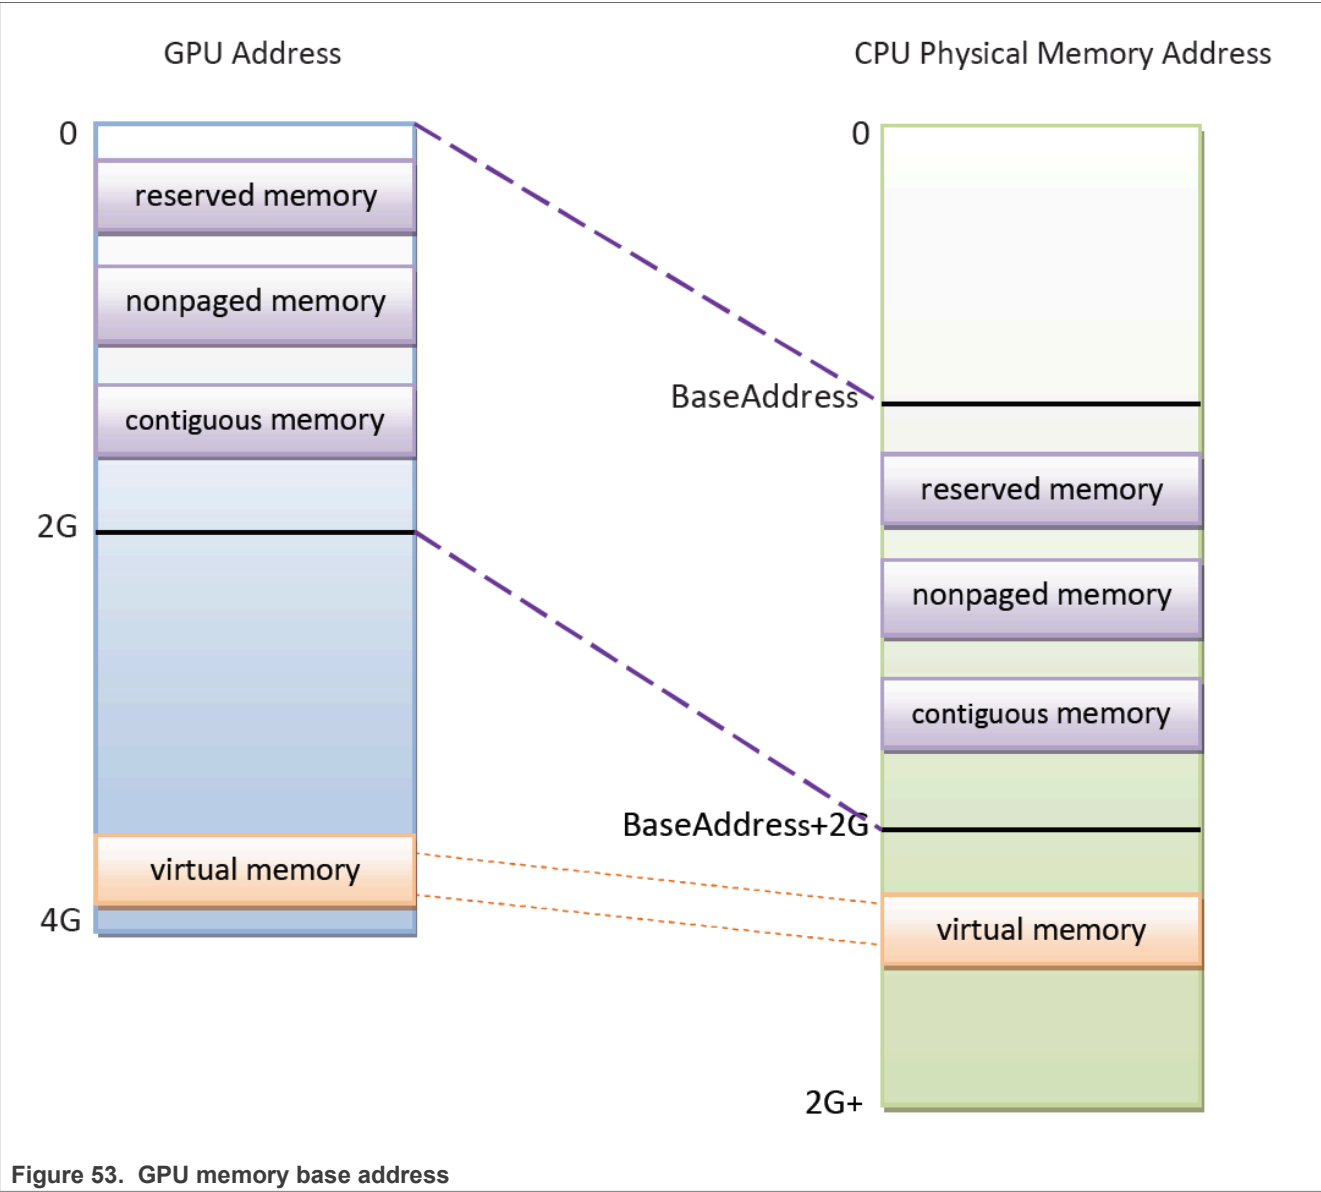 GPU Address
CPU Physical Memory Address
0
0
reserved memory
nonpaged memory
BaseAddress
contiguous memory
reserved memory
2G
nonpaged memory
contiguous memory
BaseAddress+2G
virtual memory
4G
virtual memory
2G+
Figure 53. GPU memory base address